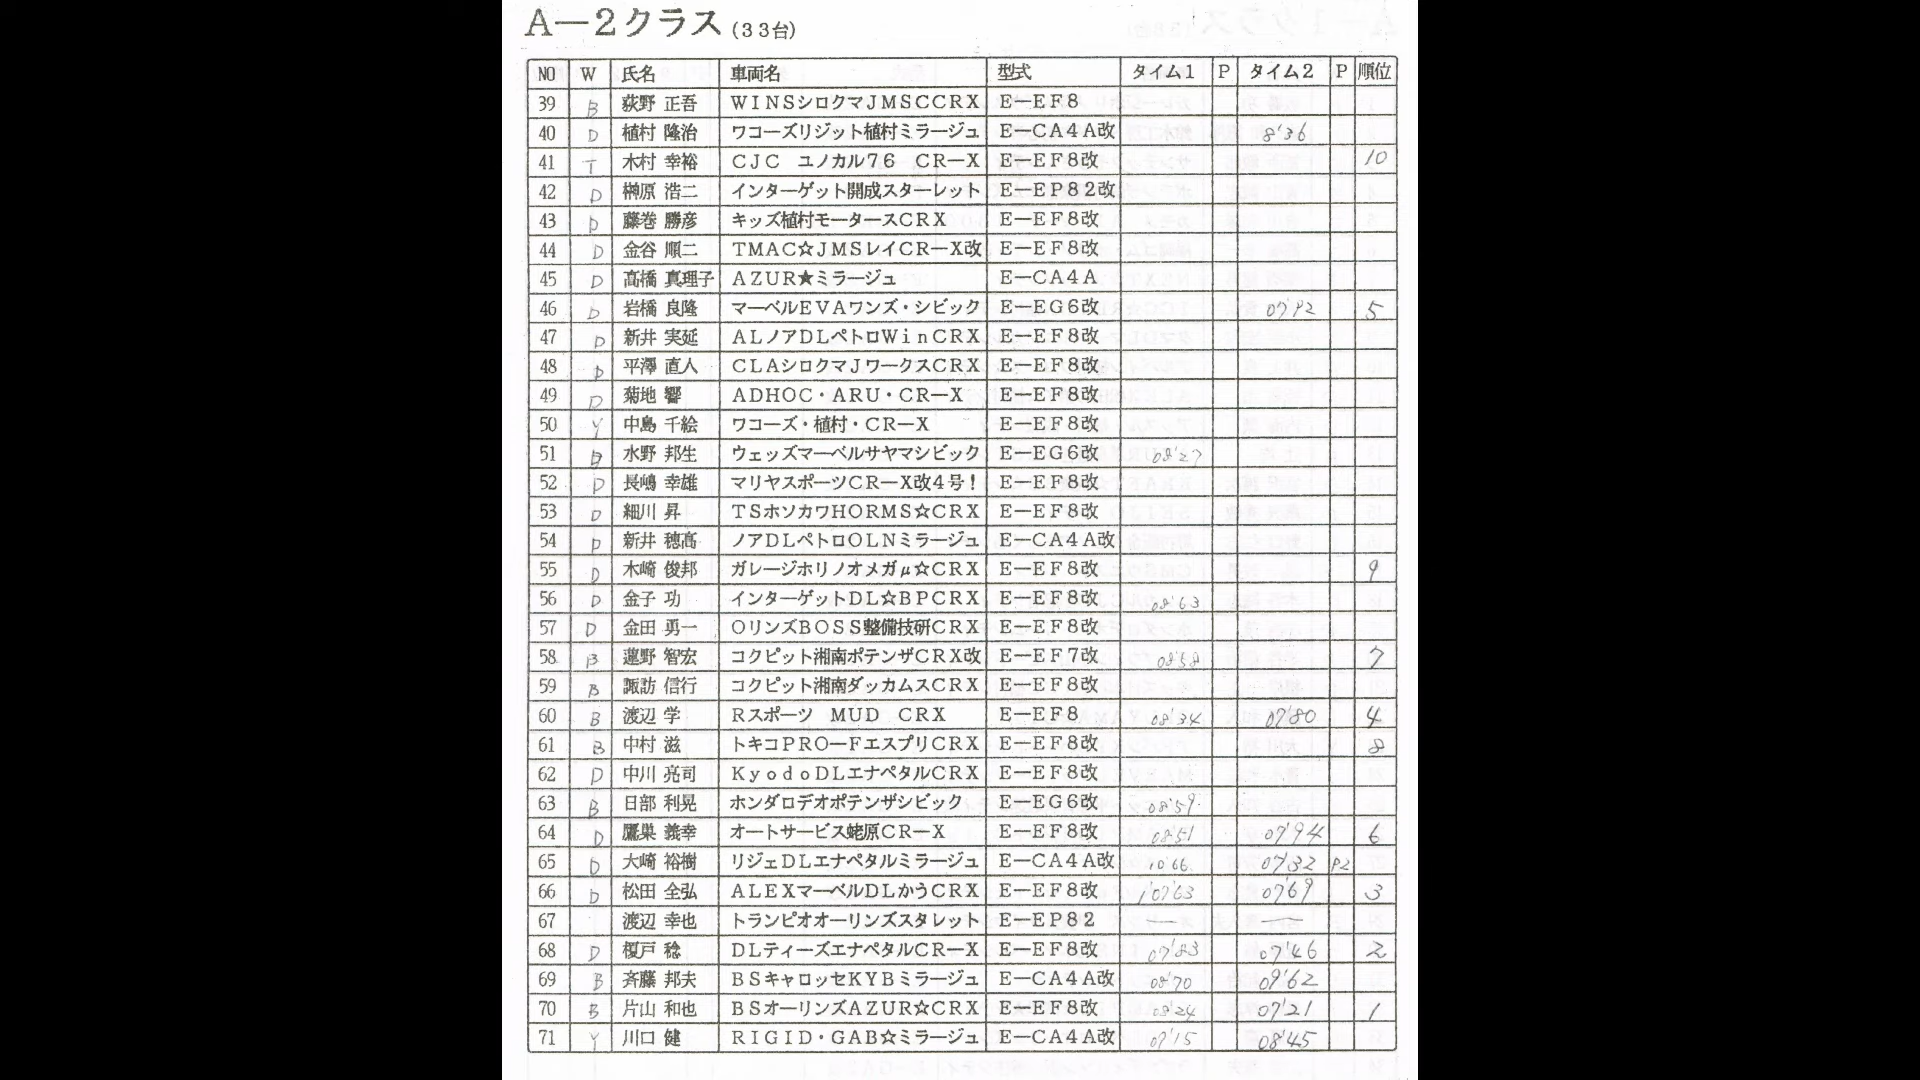 A－2クラス (33台)
NO W 氏名 車両名 型式 タイム1 P タイム2 P 順位
39 B 荻野 正吾 WINSシロクマJMSCCRX E－EF8
40 D 植村 隆治 ワコーズリジット植村ミラージュ E－CA4A改 8'36
41 T 木村 幸裕 CJC ユノカル76 CR－X E－EF8改 10
42 D 榊原 浩二 インターゲット開成スターレット E－EP82改
43 D 藤巻 勝彦 キッズ植村モータースCRX E－EF8改
44 D 金谷 順二 TMAC☆JMSレイCR－X改 E－EF8改
45 D 高橋 真理子 AZUR★ミラージュ E－CA4A
46 D 岩橋 良隆 マーベルEVAワンズ・シビック E－EG6改 07'92 5
47 D 新井 実延 ALノアDLペトロWinCRX E－EF8改
48 D 平澤 直人 CLAシロクマJワークスCRX E－EF8改
49 D 菊地 響 ADHOC・ARU・CR－X E－EF8改
50 Y 中島 千絵 ワコーズ・植村・CR－X E－EF8改
51 B 水野 邦生 ウェッズマーベルサヤマシビック E－EG6改 08'27
52 D 長嶋 幸雄 マリヤスポーツCR－X改4号! E－EF8改
53 D 細川 昇 TSホソカワHORMS☆CRX E－EF8改
54 D 新井 穂高 ノアDLペトロOLNミラージュ E－CA4A改
55 D 木崎 俊邦 ガレージホリノオメガμ☆CRX E－EF8改 9
56 D 金子 功 インターゲットDL☆BPCRX E－EF8改 08'63
57 D 金田 勇一 OリンズBOSS整備技研CRX E－EF8改
58 B 蓮野 智宏 コクピット湘南ポテンザCRX改 E－EF7改 08'58 7
59 B 諏訪 信行 コクピット湘南ダッカムスCRX E－EF8改
60 B 渡辺 学 Rスポーツ MUD CRX E－EF8 08'34 07'80 4
61 B 中村 滋 トキコPRO－FエスプリCRX E－EF8改 8
62 D 中川 亮司 KyodoDLエナペタルCRX E－EF8改
63 B 日部 利晃 ホンダロデオポテンザシビック E－EG6改 08'59
64 D 鷹巣 義幸 オートサービス蛯原CR－X E－EF8改 08'51 07'94 6
65 D 大崎 裕樹 リジェDLエナペタルミラージュ E－CA4A改 10'66 07'32 P2
66 D 松田 全弘 ALEXマーベルDLかうCRX E－EF8改 1'07'63 07'69 3
67 渡辺 幸也 トランピオオーリンズスタレット E－EP82 — —
68 D 榎戸 稔 DLティーズエナペタルCR－X E－EF8改 07'83 07'46 2
69 B 斉藤 邦夫 BSキャロッセKYBミラージュ E－CA4A改 08'70 09'62
70 B 片山 和也 BSオーリンズAZUR☆CRX E－EF8改 08'24 07'21 1
71 Y 川口 健 RIGID・GAB☆ミラージュ E－CA4A改 07'15 08'45